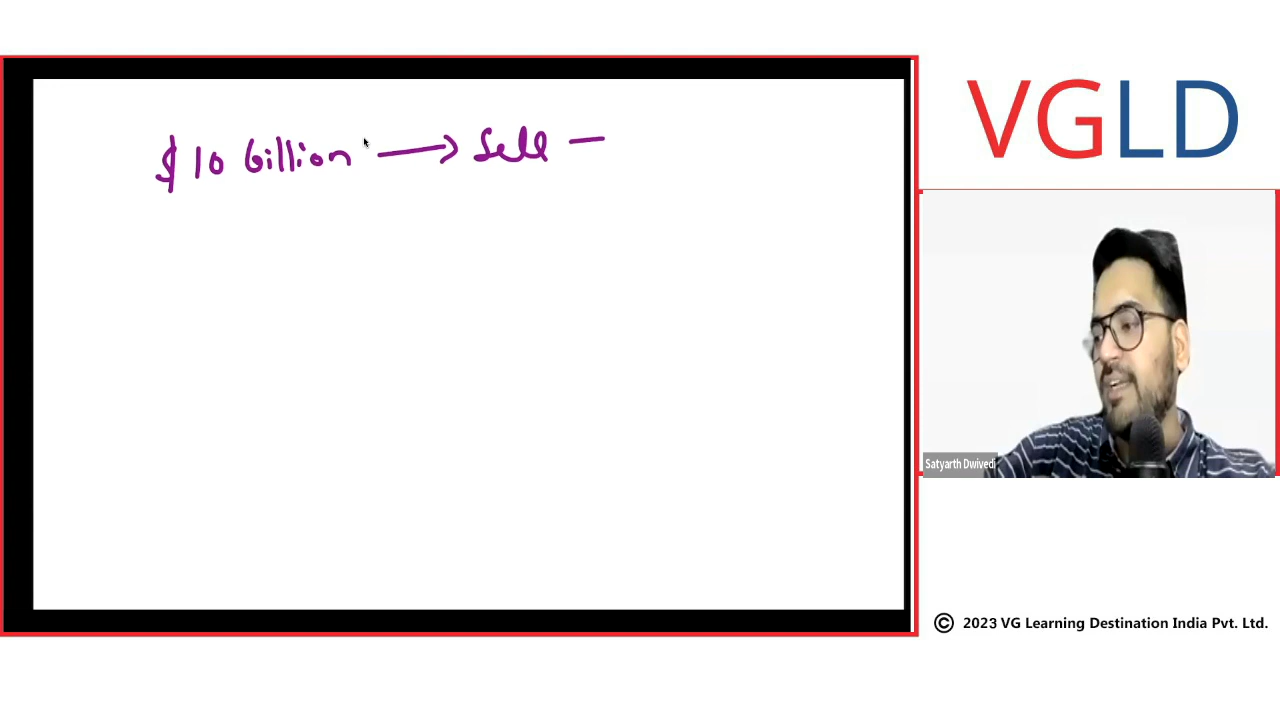 $ 10 billion → Sell –
VGLD
Satyarth Dwivedi
© 2023 VG Learning Destination India Pvt. Ltd.